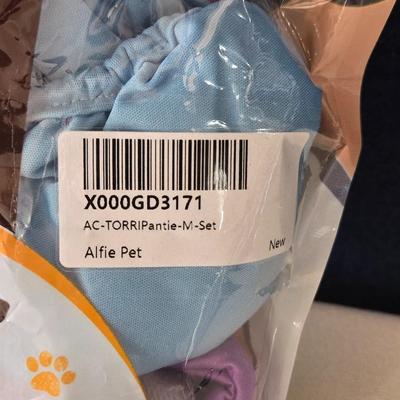 X000GD3171
AC-TORRIPantie-M-Set
Alfie Pet
New